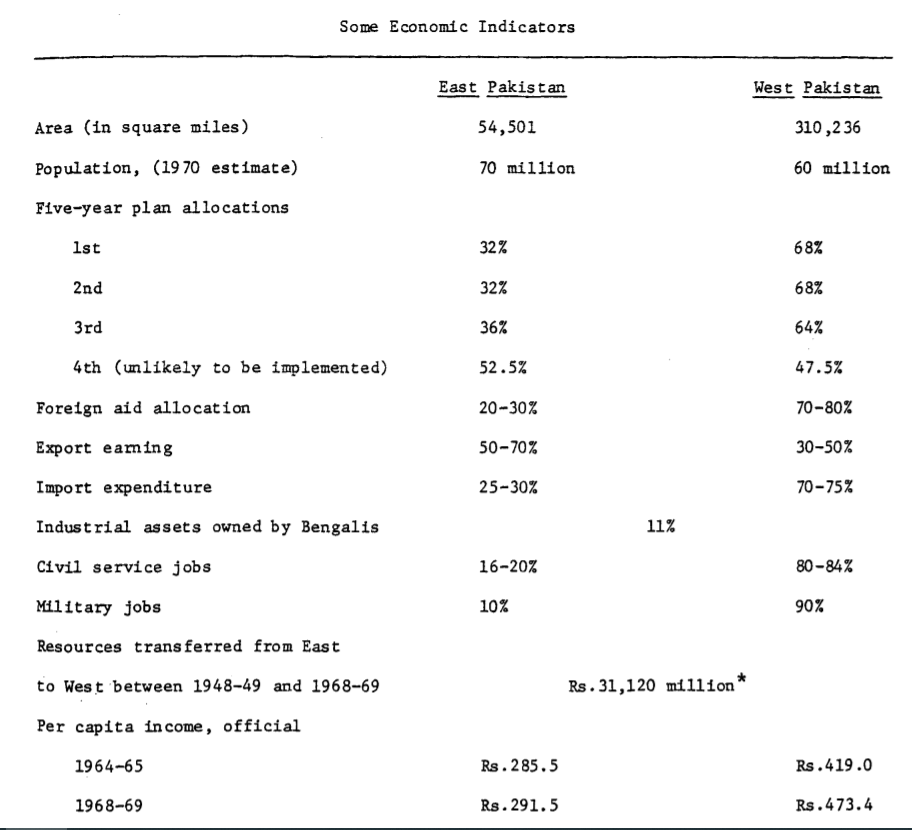 Some Economic Indicators
East Pakistan West Pakistan
Area (in square miles) 54,501 310,236
Population, (1970 estimate) 70 million 60 million
Five-year plan allocations
1st 32% 68%
2nd 32% 68%
3rd 36% 64%
4th (unlikely to be implemented) 52.5% 47.5%
Foreign aid allocation 20-30% 70-80%
Export earning 50-70% 30-50%
Import expenditure 25-30% 70-75%
Industrial assets owned by Bengalis 11%
Civil service jobs 16-20% 80-84%
Military jobs 10% 90%
Resources transferred from East
to West between 1948-49 and 1968-69 Rs.31,120 million*
Per capita income, official
1964-65 Rs.285.5 Rs.419.0
1968-69 Rs.291.5 Rs.473.4